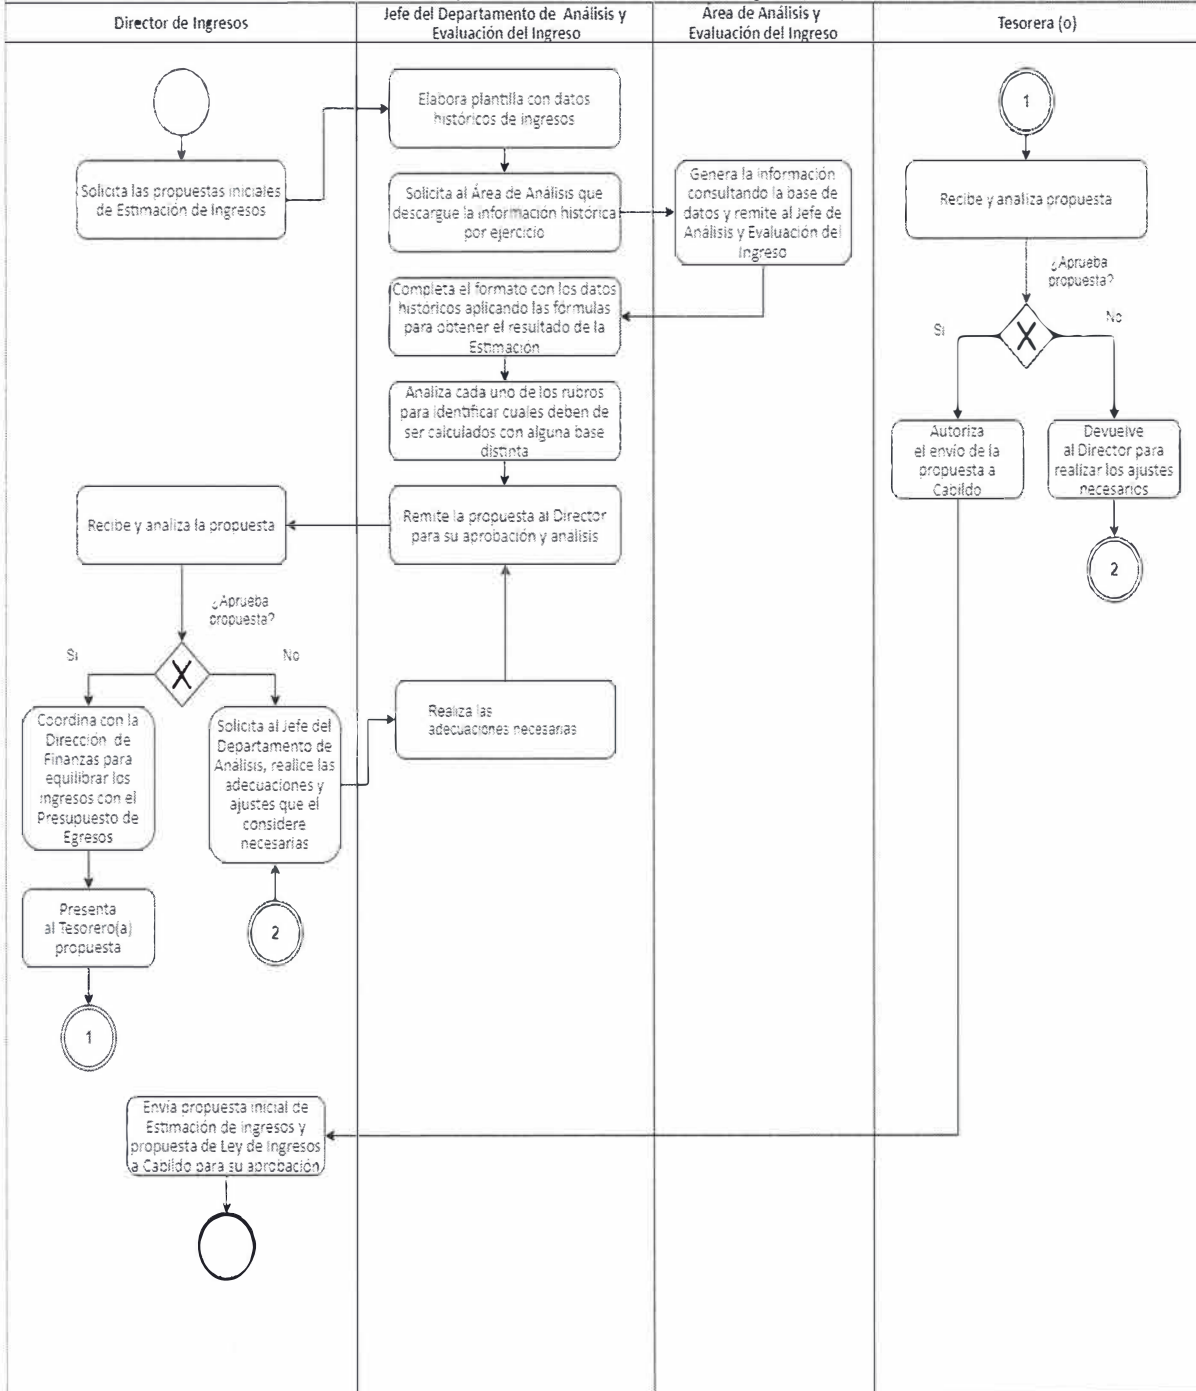 Director de Ingresos
Jefe del Departamento de Análisis y
Evaluación del Ingreso
Área de Análisis y
Evaluación del Ingreso
Tesorera (o)
Solicita las propuestas iniciales
de Estimación de Ingresos
Elabora plantilla con datos
históricos de ingresos
Solicita al Área de Análisis que
descargue la información histórica
por ejercicio
Genera la información
consultando la base de
datos y remite al Jefe de
Análisis y Evaluación del
Ingreso
Completa el formato con los datos
históricos aplicando las fórmulas
para obtener el resultado de la
Estimación
Analiza cada uno de los rubros
para identificar cuales deben de
ser calculados con alguna base
distinta
Remite la propuesta al Director
para su aprobación y análisis
Recibe y analiza la propuesta
¿Aprueba
propuesta?
Si
No
X
Coordina con la
Dirección de
Finanzas para
equilibrar los
ingresos con el
Presupuesto de
Egresos
Solicita al Jefe del
Departamento de
Análisis, realice las
adecuaciones y
ajustes que el
considere
necesarias
Realiza las
adecuaciones necesarias
Presenta
al Tesorero(a)
propuesta
2
1
1
Recibe y analiza propuesta
¿Aprueba
propuesta?
Si
No
X
Autoriza
el envío de la
propuesta a
Cabildo
Devuelve
al Director para
realizar los ajustes
necesarios
2
Envía propuesta inicial de
Estimación de ingresos y
propuesta de Ley de Ingresos
a Cabildo para su aprobación